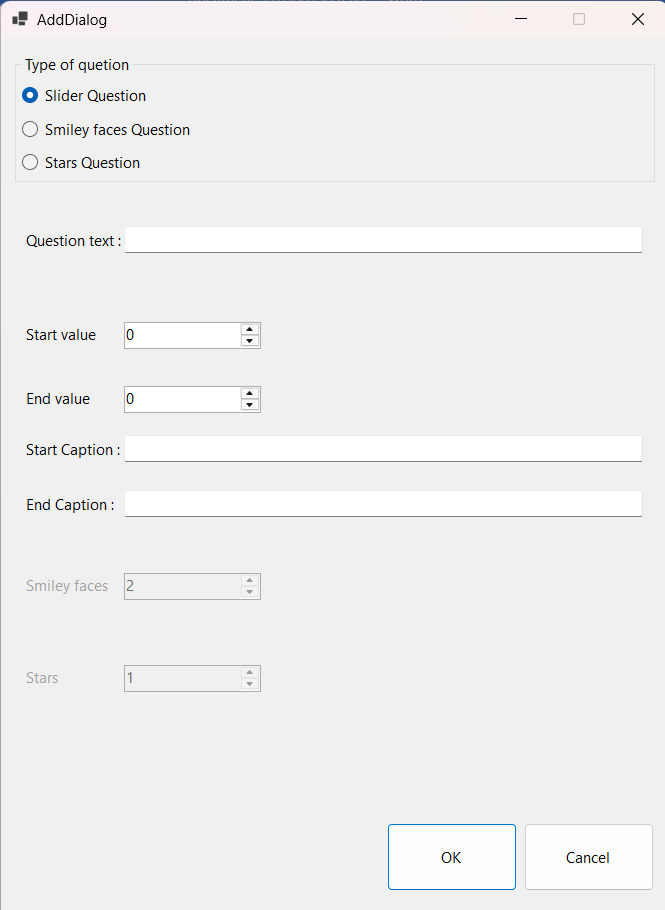 AddDialog
Type of quetion
Slider Question
Smiley faces Question
Stars Question
Question text :
Start value 0
End value 0
Start Caption :
End Caption :
Smiley faces 2
Stars 1
OK Cancel